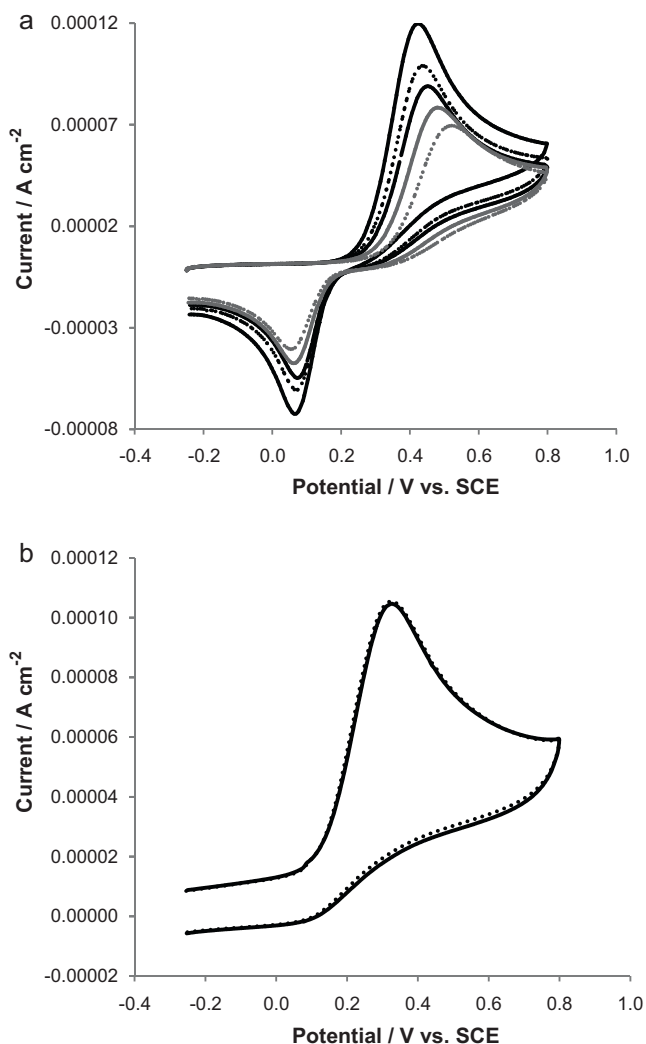 a
0.00012
0.00007
0.00002
-0.00003
-0.00008
Current / A cm-2
-0.4 -0.2 0.0 0.2 0.4 0.6 0.8 1.0
Potential / V vs. SCE
b
0.00012
0.00010
0.00008
0.00006
0.00004
0.00002
0.00000
-0.00002
Current / A cm-2
-0.4 -0.2 0.0 0.2 0.4 0.6 0.8 1.0
Potential / V vs. SCE